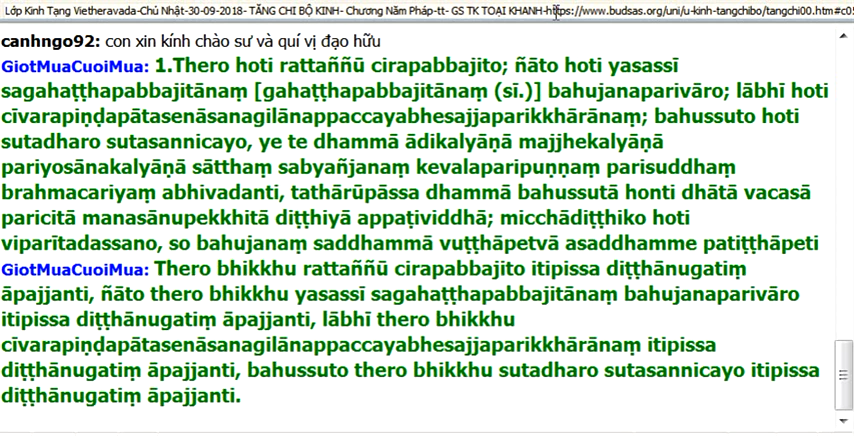 Lớp Kinh Tạng Vietheravada-Chủ Nhật-30-09-2018- TĂNG CHI BỘ KINH- Chương Năm Pháp-tt- GS TK TOẠI KHANH-https://www.budsas.org/uni/u-kinh-tangchibo/tangchi00.htm#c05
canhngo92: con xin kính chào sư và quí vị đạo hữu
GiotMuaCuoiMua: 1.Thero hoti rattaññū cirapabbajito; ñāto hoti yasassī
sagahaṭṭhapabbajitānaṃ [gahaṭṭhapabbajitānaṃ (sī.)] bahujanaparivāro; lābhī hoti
cīvarapiṇḍapātasenāsanagilānappaccayabhesajjaparikkhārānaṃ; bahussuto hoti
sutadharo sutasannicayo, ye te dhammā ādikalyāṇā majjhekalyāṇā
pariyosānakalyāṇā sātthaṃ sabyañjanaṃ kevalaparipuṇṇaṃ parisuddhaṃ
brahmacariyaṃ abhivadanti, tathārūpāssa dhammā bahussutā honti dhātā vacasā
paricitā manasānupekkhitā diṭṭhiyā appaṭividdhā; micchādiṭṭhiko hoti
viparītadassano, so bahujanaṃ saddhammā vuṭṭhāpetvā asaddhamme patiṭṭhāpeti
GiotMuaCuoiMua: Thero bhikkhu rattaññū cirapabbajito itipissa diṭṭhānugatiṃ
āpajjanti, ñāto thero bhikkhu yasassī sagahaṭṭhapabbajitānaṃ bahujanaparivāro
itipissa diṭṭhānugatiṃ āpajjanti, lābhī thero bhikkhu
cīvarapiṇḍapātasenāsanagilānappaccayabhesajjaparikkhārānaṃ itipissa
diṭṭhānugatiṃ āpajjanti, bahussuto thero bhikkhu sutadharo sutasannicayo itipissa
diṭṭhānugatiṃ āpajjanti.